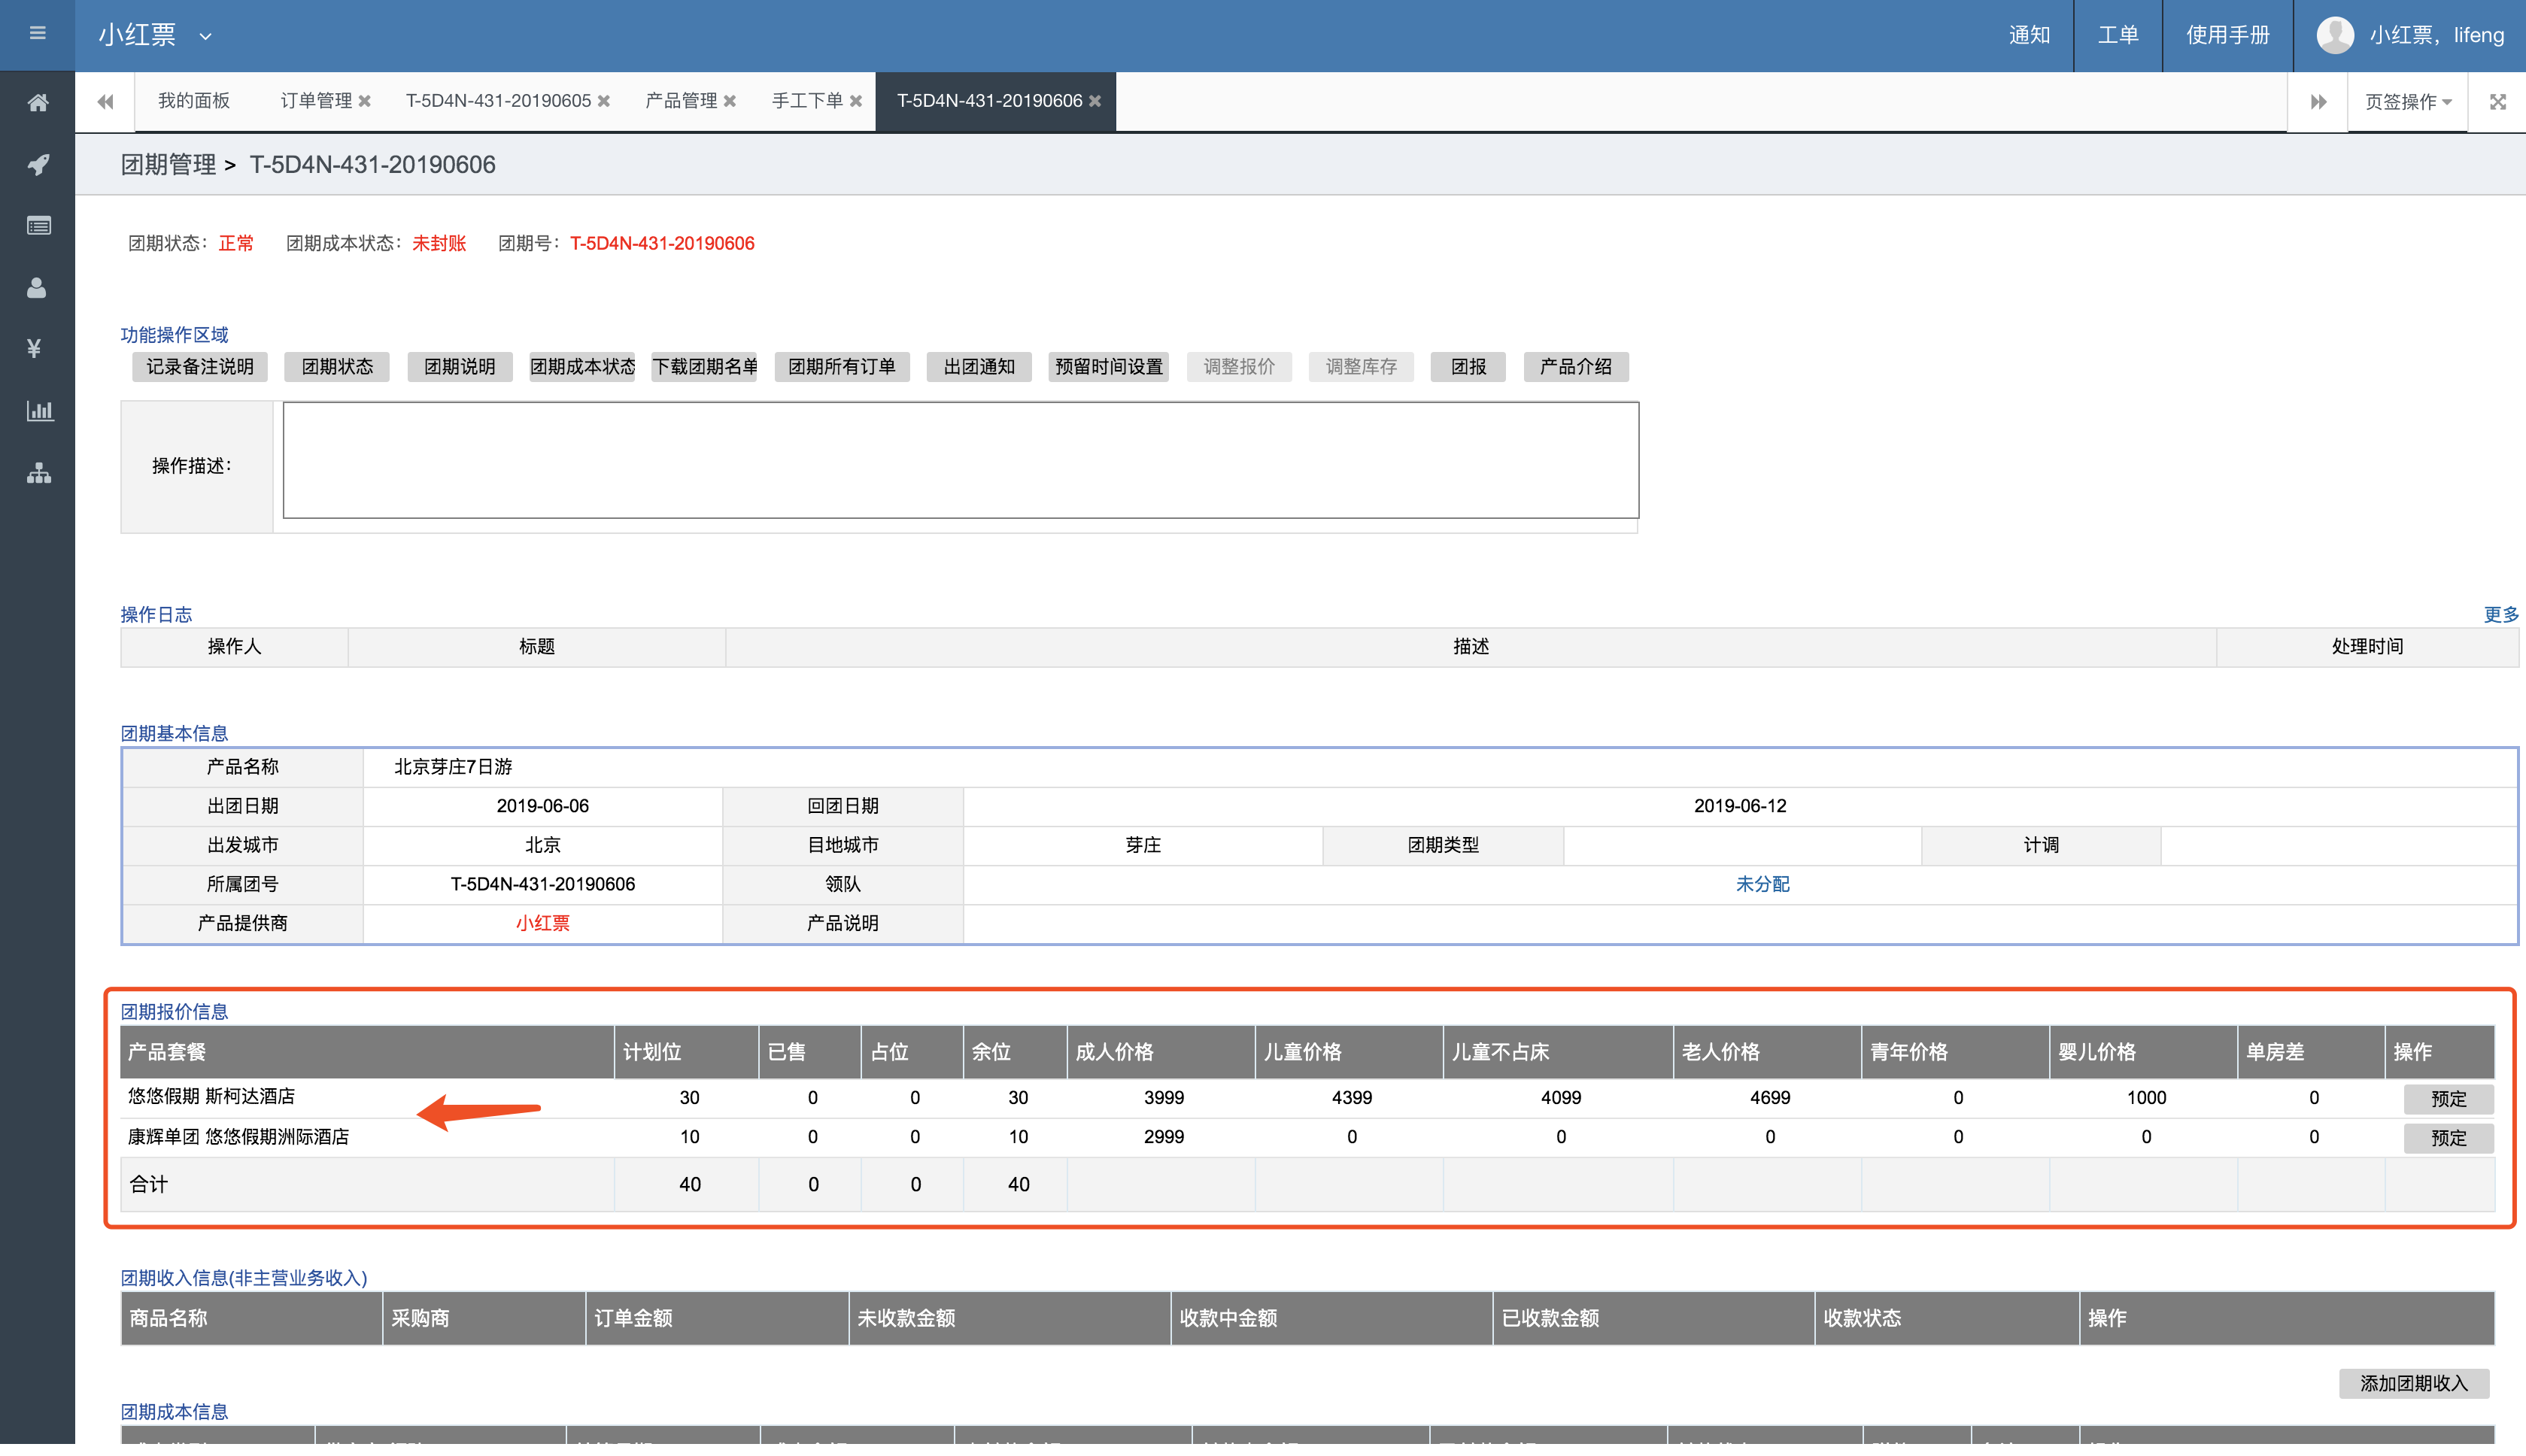 小红票
通知 工单 使用手册 小红票，lifeng
我的面板 订单管理 T-5D4N-431-20190605 产品管理 手工下单 T-5D4N-431-20190606 页签操作
团期管理 > T-5D4N-431-20190606
团期状态：正常 团期成本状态：未封账 团期号：T-5D4N-431-20190606
功能操作区域
记录备注说明 团期状态 团期说明 团期成本状态 下载团期名单 团期所有订单 出团通知 预留时间设置 调整报价 调整库存 团报 产品介绍
操作描述：
操作日志 更多
操作人 标题 描述 处理时间
团期基本信息
产品名称 北京芽庄7日游
出团日期 2019-06-06 回团日期 2019-06-12
出发城市 北京 目地城市 芽庄 团期类型 计调
所属团号 T-5D4N-431-20190606 领队 未分配
产品提供商 小红票 产品说明
团期报价信息
产品套餐 计划位 已售 占位 余位 成人价格 儿童价格 儿童不占床 老人价格 青年价格 婴儿价格 单房差 操作
悠悠假期 斯柯达酒店 30 0 0 30 3999 4399 4099 4699 0 1000 0 预定
康辉单团 悠悠假期洲际酒店 10 0 0 10 2999 0 0 0 0 0 0 预定
合计 40 0 0 40
团期收入信息(非主营业务收入)
商品名称 采购商 订单金额 未收款金额 收款中金额 已收款金额 收款状态 操作
添加团期收入
团期成本信息